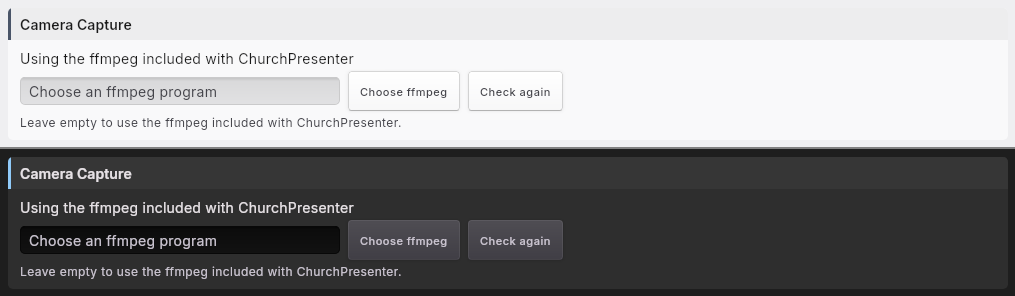 Camera Capture
Using the ffmpeg included with ChurchPresenter
Choose an ffmpeg program Choose ffmpeg Check again
Leave empty to use the ffmpeg included with ChurchPresenter.
Camera Capture
Using the ffmpeg included with ChurchPresenter
Choose an ffmpeg program Choose ffmpeg Check again
Leave empty to use the ffmpeg included with ChurchPresenter.